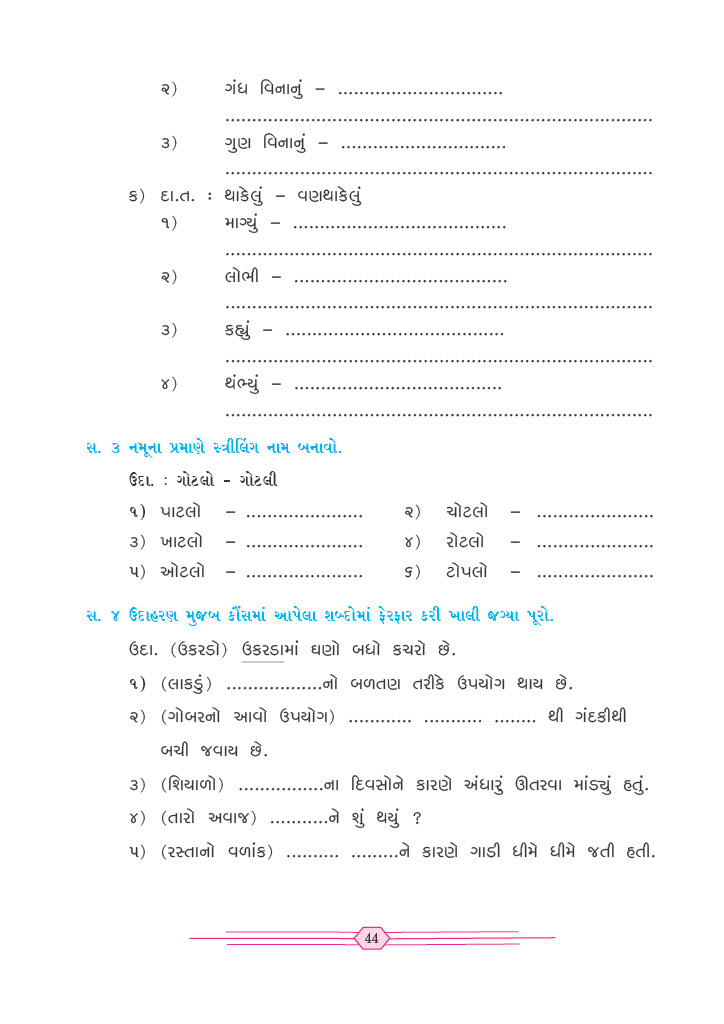 ૨) ગંધ વિનાનું – ...............................
................................................................................
૩) ગુણ વિનાનું – ...............................
................................................................................
ક) દા.ત. : થાકેલું – વણથાકેલું
૧) માગ્યું – ........................................
................................................................................
૨) લોભી – ........................................
................................................................................
૩) કહ્યું – .........................................
................................................................................
૪) થંભ્યું – .......................................
................................................................................
સ. ૩ નમૂના પ્રમાણે સ્ત્રીલિંગ નામ બનાવો.
ઉદા. : ગોટલો - ગોટલી
૧) પાટલો – ...................... ૨) ચોટલો – ......................
૩) ખાટલો – ...................... ૪) રોટલો – ......................
૫) ઓટલો – ...................... ૬) ટોપલો – ......................
સ. ૪ ઉદાહરણ મુજબ કૌંસમાં આપેલા શબ્દોમાં ફેરફાર કરી ખાલી જગ્યા પૂરો.
ઉદા. (ઉકરડો) ઉકરડામાં ઘણો બધો કચરો છે.
૧) (લાકડું) ..................નો બળતણ તરીકે ઉપયોગ થાય છે.
૨) (ગોબરનો આવો ઉપયોગ) ............ ........... ........ થી ગંદકીથી
બચી જવાય છે.
૩) (શિયાળો) ................ના દિવસોને કારણે અંધારું ઊતરવા માંડ્યું હતું.
૪) (તારો અવાજ) ...........ને શું થયું ?
૫) (રસ્તાનો વળાંક) .......... .........ને કારણે ગાડી ધીમે ધીમે જતી હતી.
44